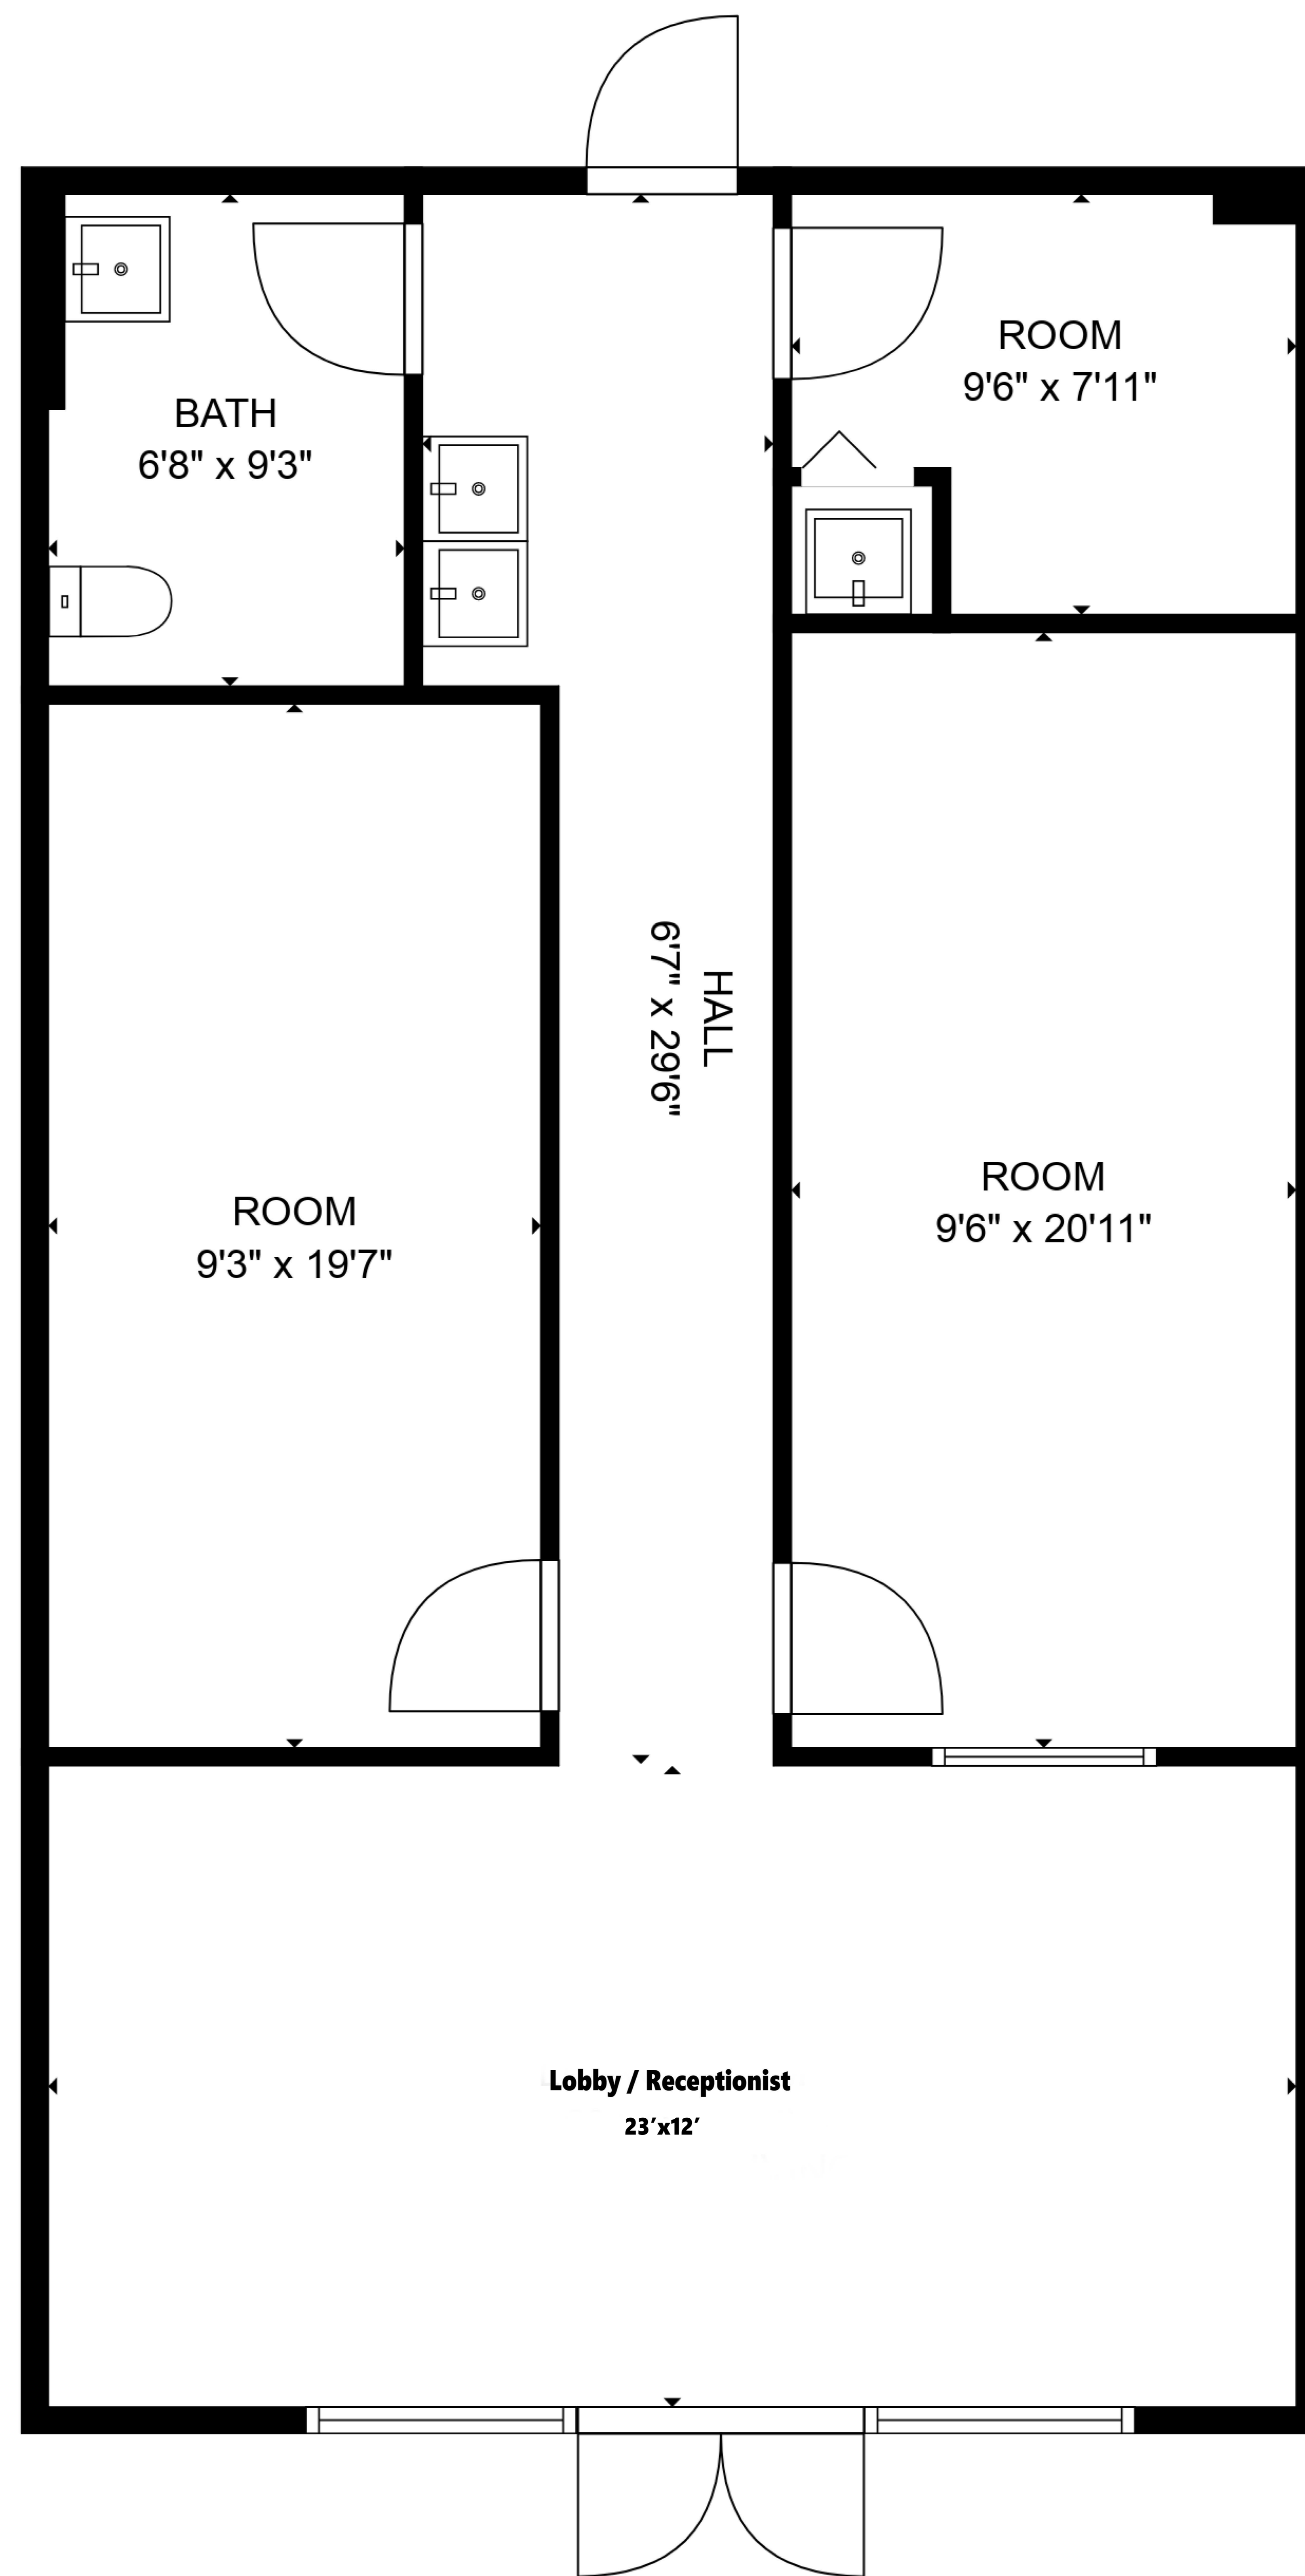 ROOM
9'6" x 7'11"
BATH
6'8" x 9'3"
HALL
6'7" x 29'6"
ROOM
9'6" x 20'11"
ROOM
9'3" x 19'7"
Lobby / Receptionist
23'x12'